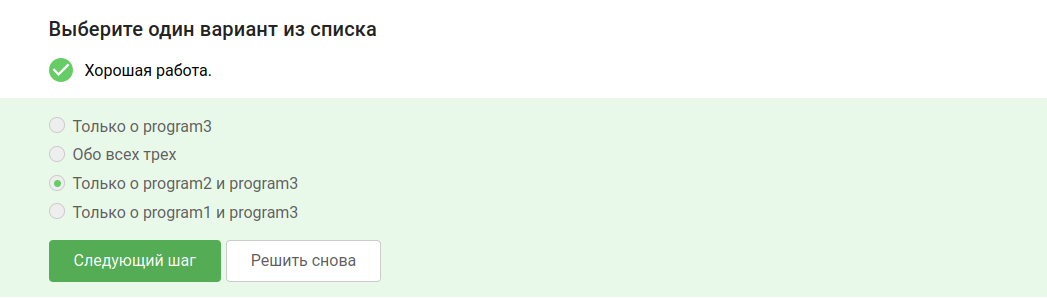 Выберите один вариант из списка
Хорошая работа.
Только о program3
Обо всех трех
Только о program2 и program3
Только о program1 и program3
Следующий шаг
Решить снова